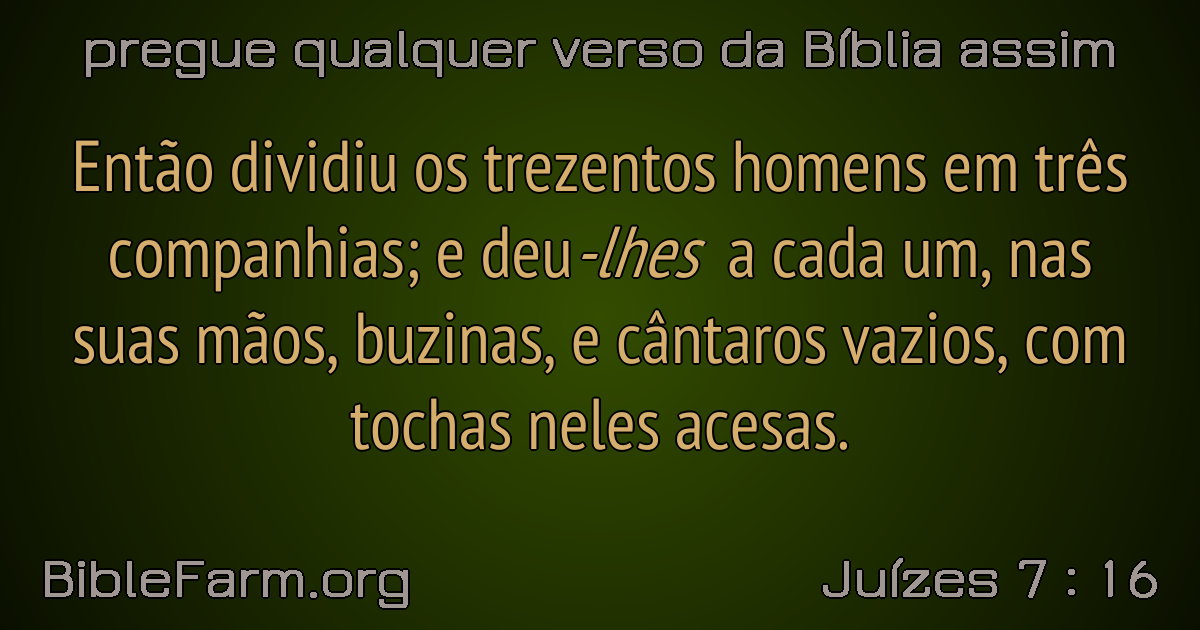 pregue qualquer verso da Bíblia assim
Então dividiu os trezentos homens em três
companhias; e deu-lhes a cada um, nas
suas mãos, buzinas, e cântaros vazios, com
tochas neles acesas.
BibleFarm.org
Juízes 7 : 16